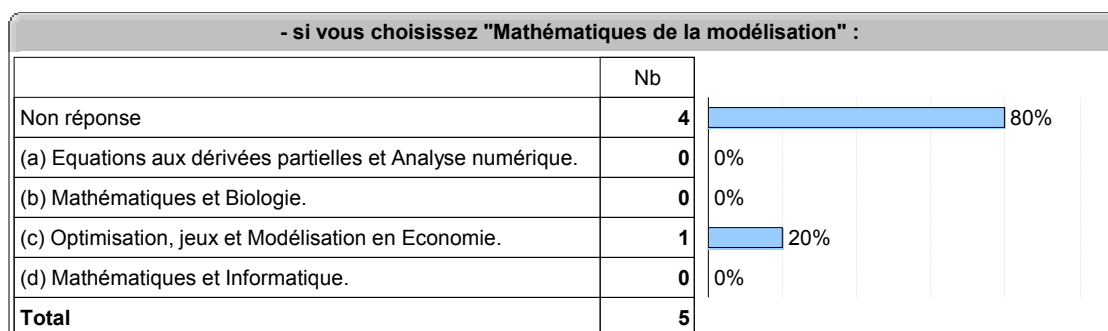 - si vous choisissez "Mathématiques de la modélisation" :
Nb
Non réponse 4 80%
(a) Equations aux dérivées partielles et Analyse numérique. 0 0%
(b) Mathématiques et Biologie. 0 0%
(c) Optimisation, jeux et Modélisation en Economie. 1 20%
(d) Mathématiques et Informatique. 0 0%
Total 5